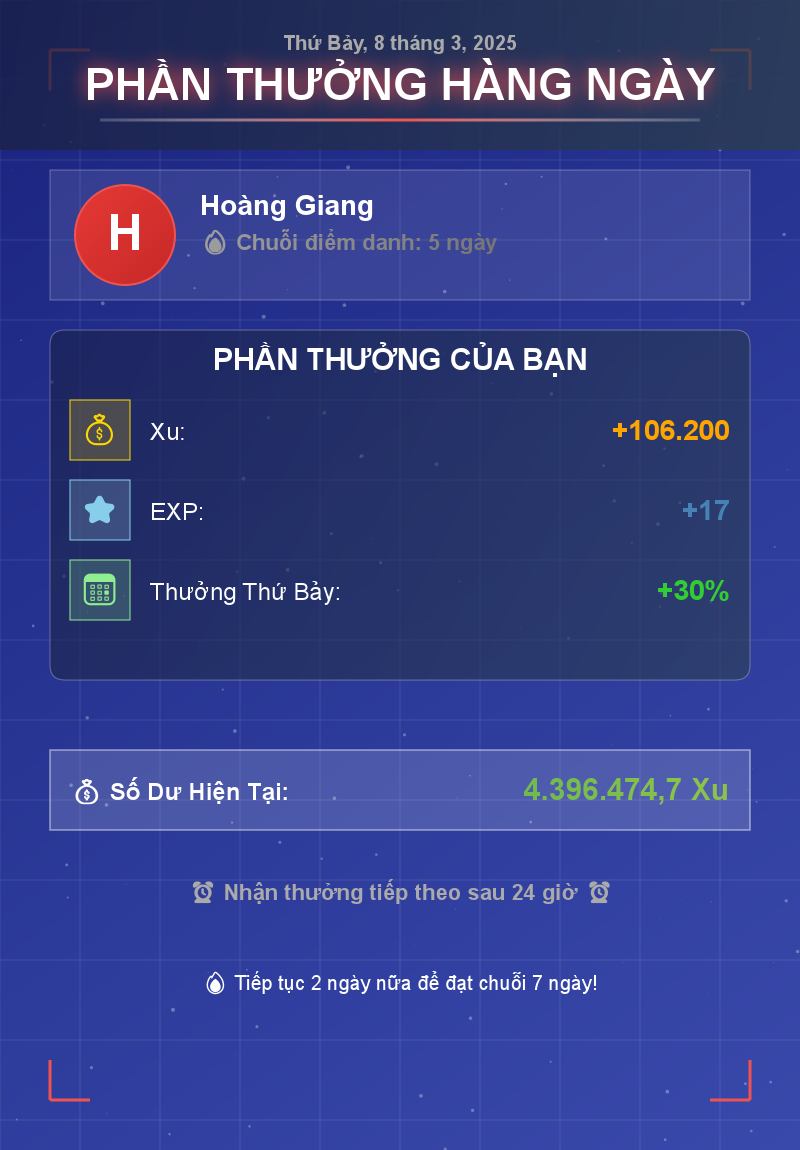 Thứ Bảy, 8 tháng 3, 2025
PHẦN THƯỞNG HÀNG NGÀY
H
Hoàng Giang
Chuỗi điểm danh: 5 ngày
PHẦN THƯỞNG CỦA BẠN
Xu: +106.200
EXP: +17
Thưởng Thứ Bảy: +30%
Số Dư Hiện Tại: 4.396.474,7 Xu
Nhận thưởng tiếp theo sau 24 giờ
Tiếp tục 2 ngày nữa để đạt chuỗi 7 ngày!